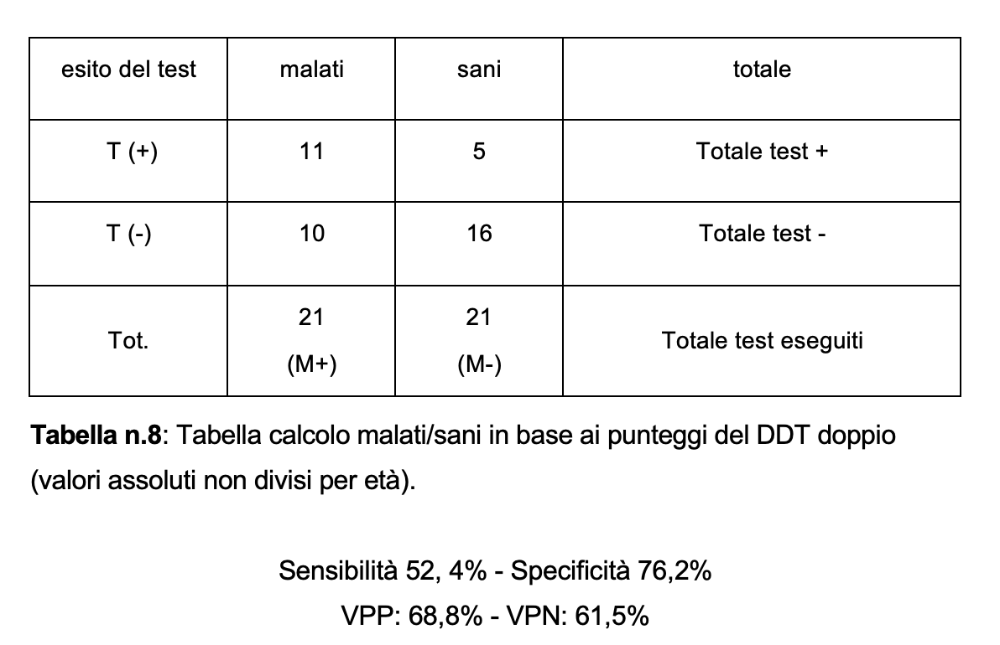 esito del test malati sani totale
T (+) 11 5 Totale test +
T (-) 10 16 Totale test -
21 21
Tot. Totale test eseguiti
(M+) (M-)
Tabella n.8: Tabella calcolo malati/sani in base ai punteggi del DDT doppio
(valori assoluti non divisi per età).
Sensibilità 52, 4% - Specificità 76,2%
VPP: 68,8% - VPN: 61,5%